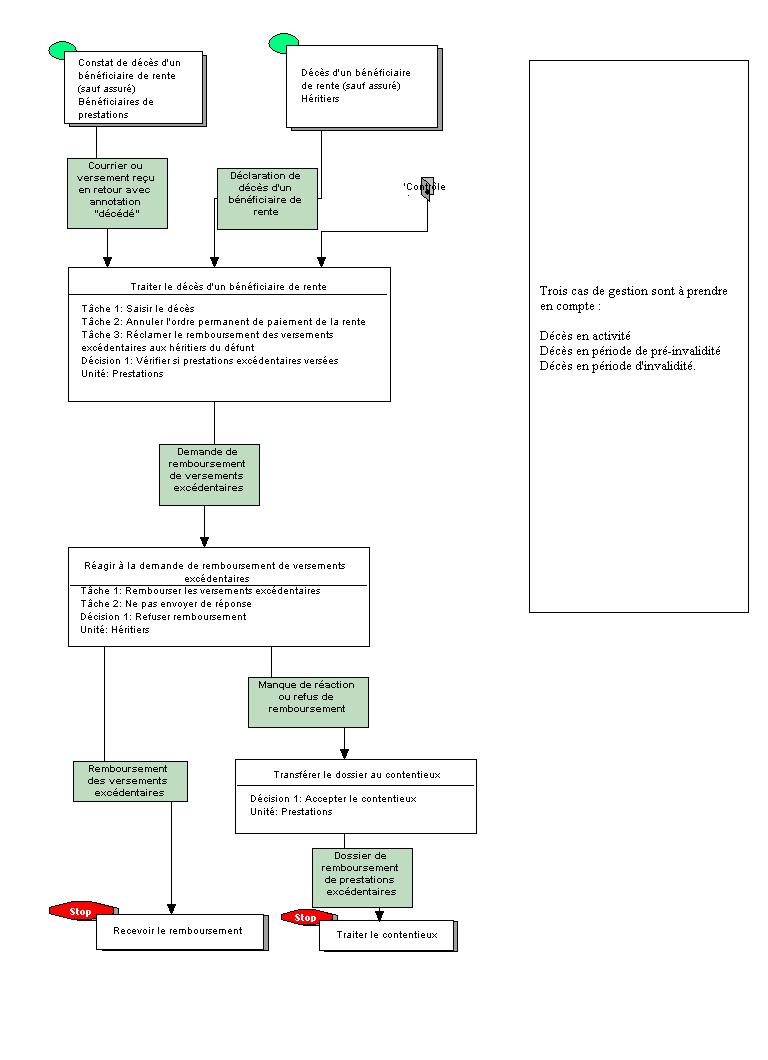 Constat de décès d'un
bénéficiaire de rente
(sauf assuré)
Bénéficiaires de
prestations
Décès d'un bénéficiaire
de rente (sauf assuré)
Héritiers
Courrier ou
versement reçu
en retour avec
annotation
"décédé"
Déclaration de
décès d'un
bénéficiaire de
rente
'Contrôle
Traiter le décès d'un bénéficiaire de rente
Tâche 1: Saisir le décès
Tâche 2: Annuler l'ordre permanent de paiement de la rente
Tâche 3: Réclamer le remboursement des versements
excédentaires aux héritiers du défunt
Décision 1: Vérifier si prestations excédentaires versées
Unité: Prestations
Trois cas de gestion sont à prendre
en compte :
Décès en activité
Décès en période de pré-invalidité
Décès en période d'invalidité.
Demande de
remboursement
de versements
excédentaires
Réagir à la demande de remboursement de versements
excédentaires
Tâche 1: Rembourser les versements excédentaires
Tâche 2: Ne pas envoyer de réponse
Décision 1: Refuser remboursement
Unité: Héritiers
Manque de réaction
ou refus de
remboursement
Remboursement
des versements
excédentaires
Transférer le dossier au contentieux
Décision 1: Accepter le contentieux
Unité: Prestations
Dossier de
remboursement
de prestations
excédentaires
Stop
Recevoir le remboursement
Stop
Traiter le contentieux